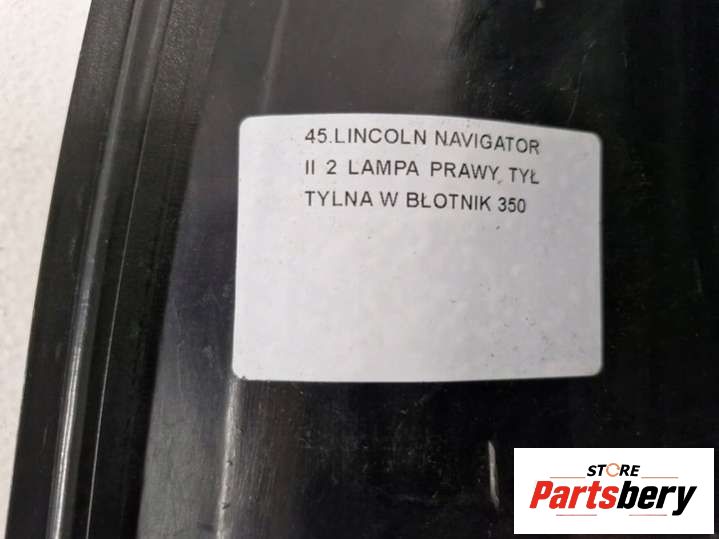 45.LINCOLN NAVIGATOR
II 2 LAMPA PRAWY TYŁ
TYLNA W BŁOTNIK 350
STORE
Partsbery